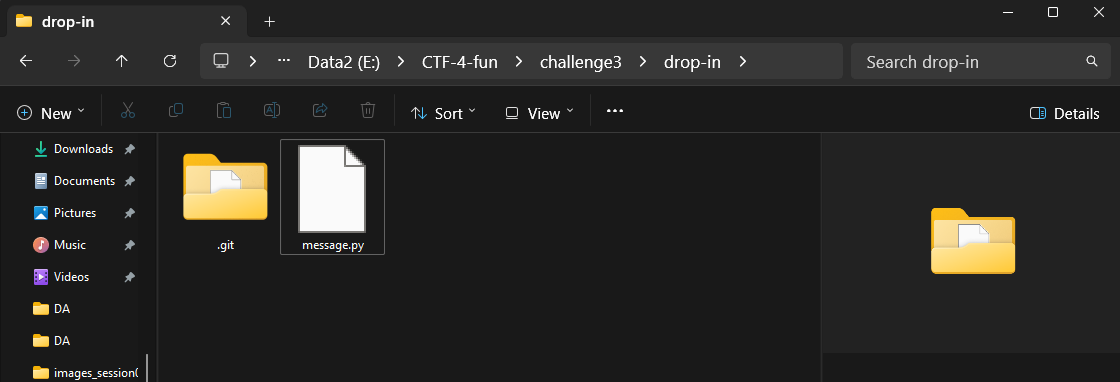 drop-in
Data2 (E:) CTF-4-fun challenge3 drop-in Search drop-in
New Sort View Details
Downloads
Documents
Pictures
Music
Videos
DA
DA
images_session0
.git message.py